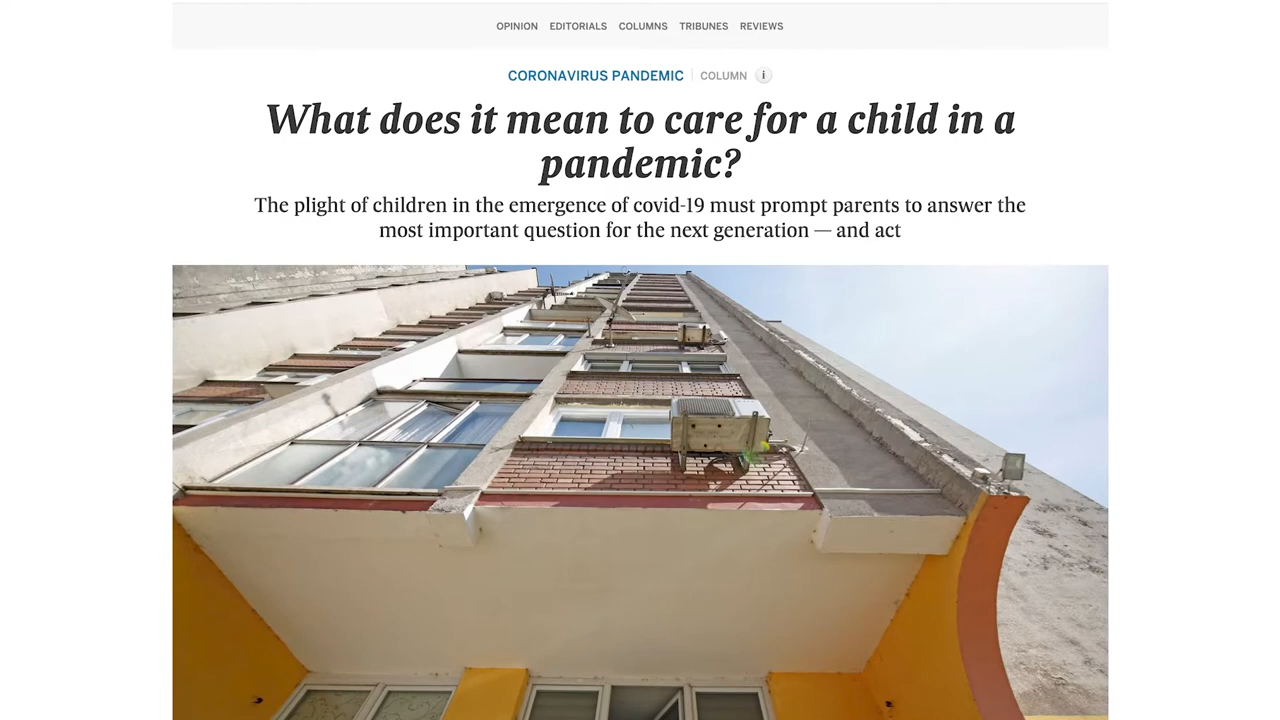 OPINION EDITORIALS COLUMNS TRIBUNES REVIEWS
CORONAVIRUS PANDEMIC COLUMN i
What does it mean to care for a child in a
pandemic?
The plight of children in the emergence of covid-19 must prompt parents to answer the
most important question for the next generation — and act